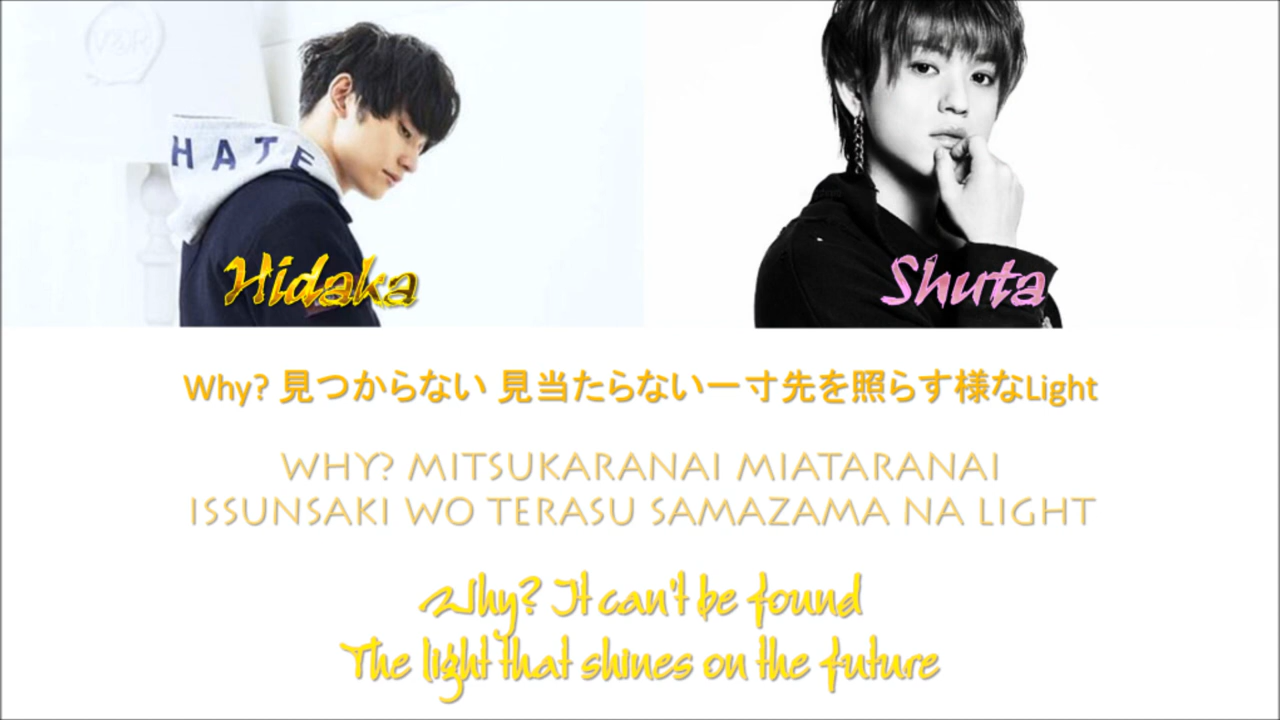 V&R
HATE
Hidaka
Shuta
Why? 見つからない 見当たらない一寸先を照らす様なLight
WHY? MITSUKARANAI MIATARANAI
ISSUNSAKI WO TERASU SAMAZAMA NA LIGHT
Why? It can't be found
The light that shines on the future